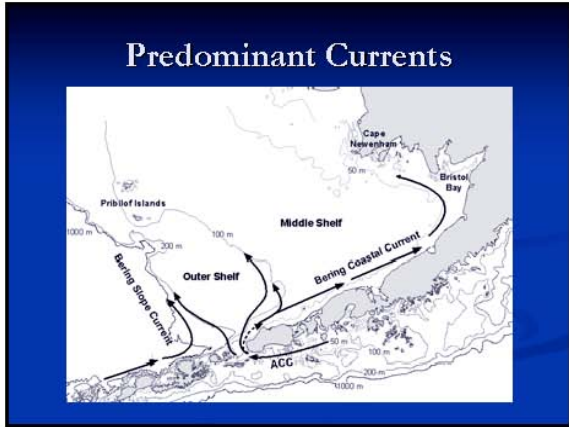 Predominant Currents
Cape
Newenham
50 m
Bristol
Bay
Pribilof Islands
Middle Shelf
1000 m
200 m
100 m
Bering Coastal Current
Outer Shelf
Bering Slope Current
50 m
100 m
ACC
200 m
1000 m